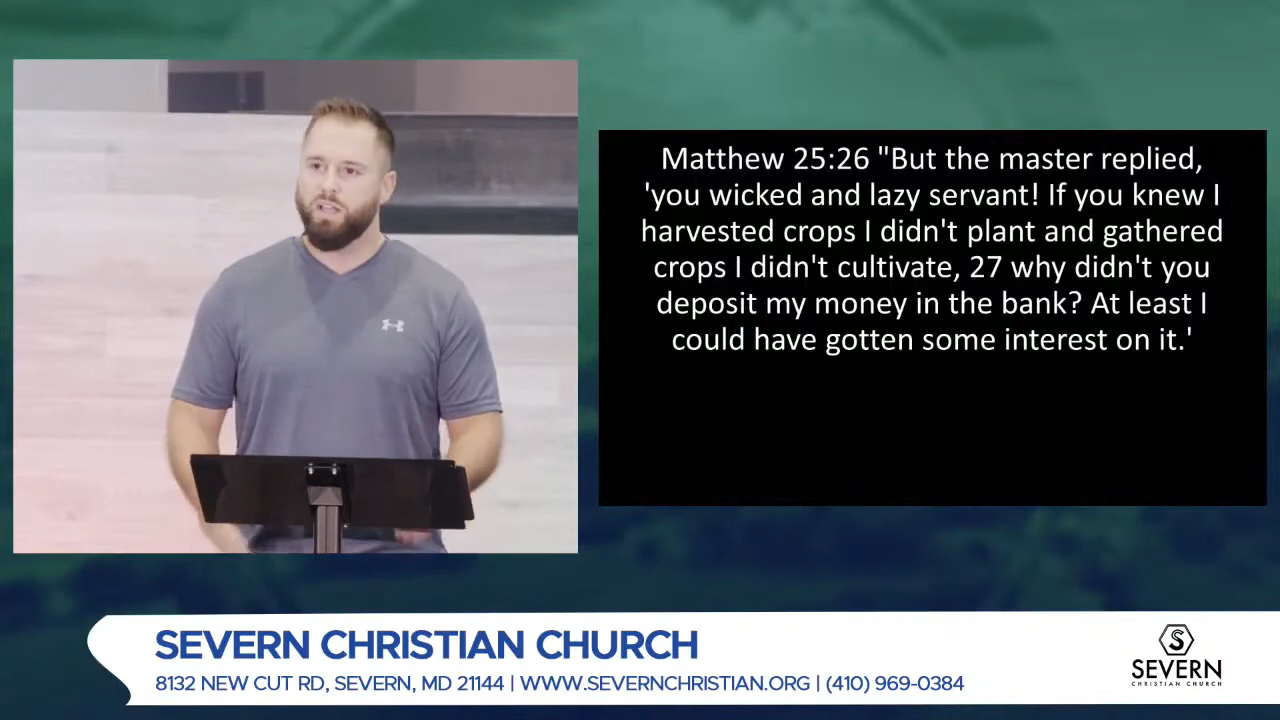 Matthew 25:26 "But the master replied,
'you wicked and lazy servant! If you knew I
harvested crops I didn't plant and gathered
crops I didn't cultivate, 27 why didn't you
deposit my money in the bank? At least I
could have gotten some interest on it.'
SEVERN CHRISTIAN CHURCH
8132 NEW CUT RD, SEVERN, MD 21144 | WWW.SEVERNCHRISTIAN.ORG | (410) 969-0384
S
SEVERN
CHRISTIAN CHURCH